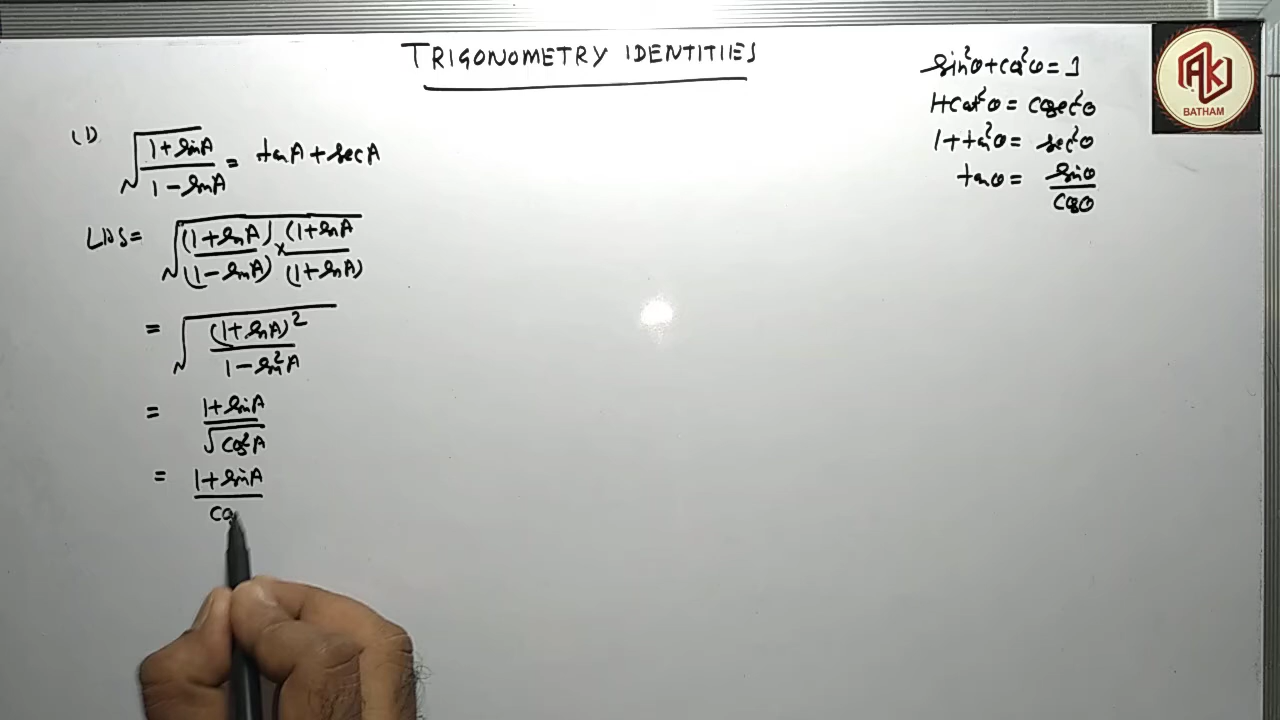 TRIGONOMETRY IDENTITIES
(1) √((1+sinA)/(1-sinA)) = tanA + secA
LHS = √((1+sinA)/(1-sinA) × (1+sinA)/(1+sinA))
= √((1+sinA)²/(1-sin²A))
= (1+sinA)/√cos²A
= (1+sinA)/cos
sin²θ+cos²θ = 1
1+cot²θ = cosec²θ
1+tan²θ = sec²θ
tanθ = sinθ/cosθ
AK
BATHAM